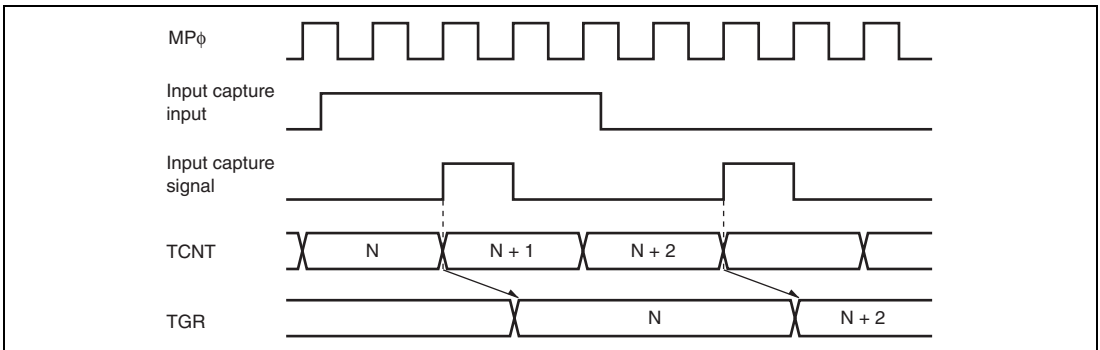 MPϕ
Input capture
input
Input capture
signal
TCNT
N
N + 1
N + 2
TGR
N
N + 2